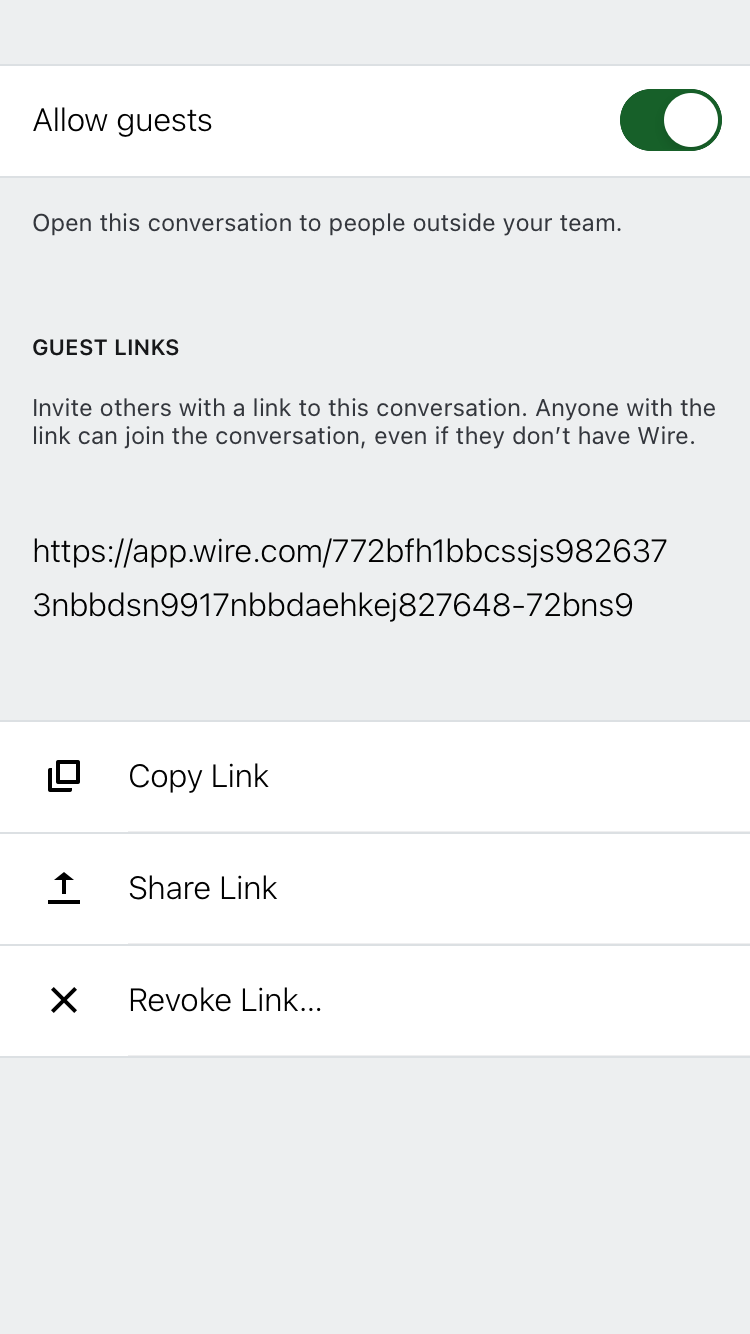 Allow guests
Open this conversation to people outside your team.
GUEST LINKS
Invite others with a link to this conversation. Anyone with the
link can join the conversation, even if they don’t have Wire.
https://app.wire.com/772bfh1bbcssjs982637
3nbbdsn9917nbbdaehkej827648-72bns9
Copy Link
Share Link
Revoke Link...